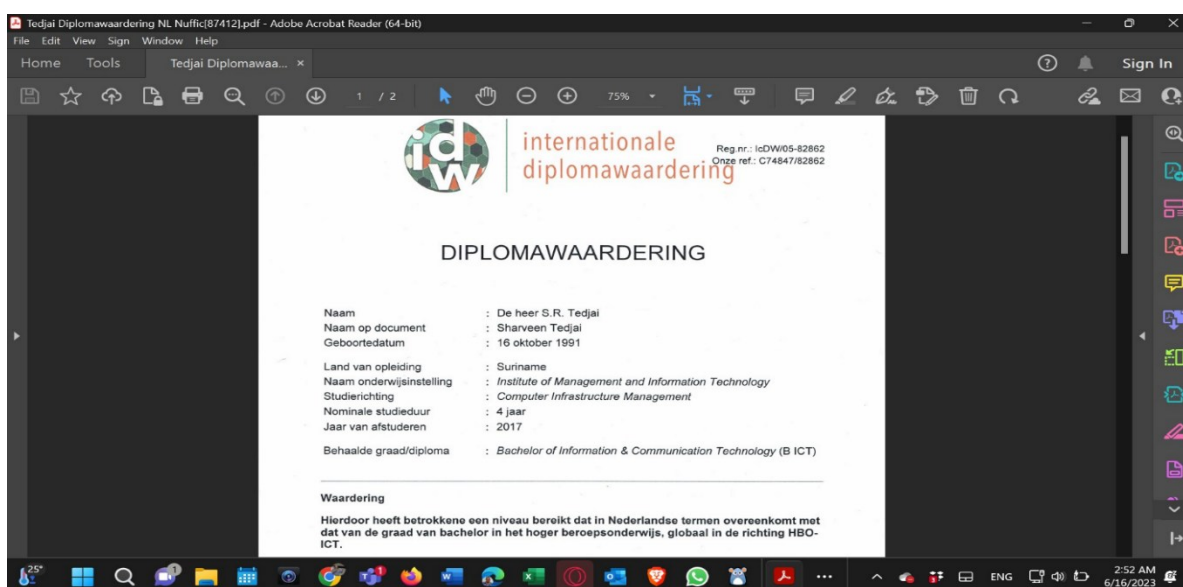 Tedjai Diplomawaardering NL Nuffic[87412].pdf - Adobe Acrobat Reader (64-bit)
File Edit View Sign Window Help
Home Tools Tedjai Diplomawaa... × Sign In
1 / 2 75%
idw
internationale
diplomawaardering
Reg.nr.: IcDW/05-82862
Onze ref.: C74847/82862
DIPLOMAWAARDERING
Naam : De heer S.R. Tedjai
Naam op document : Sharveen Tedjai
Geboortedatum : 16 oktober 1991
Land van opleiding : Suriname
Naam onderwijsinstelling : Institute of Management and Information Technology
Studierichting : Computer Infrastructure Management
Nominale studieduur : 4 jaar
Jaar van afstuderen : 2017
Behaalde graad/diploma : Bachelor of Information & Communication Technology (B ICT)
Waardering
Hierdoor heeft betrokkene een niveau bereikt dat in Nederlandse termen overeenkomt met
dat van de graad van bachelor in het hoger beroepsonderwijs, globaal in de richting HBO-
ICT.
25°
ENG
2:52 AM
6/16/2023